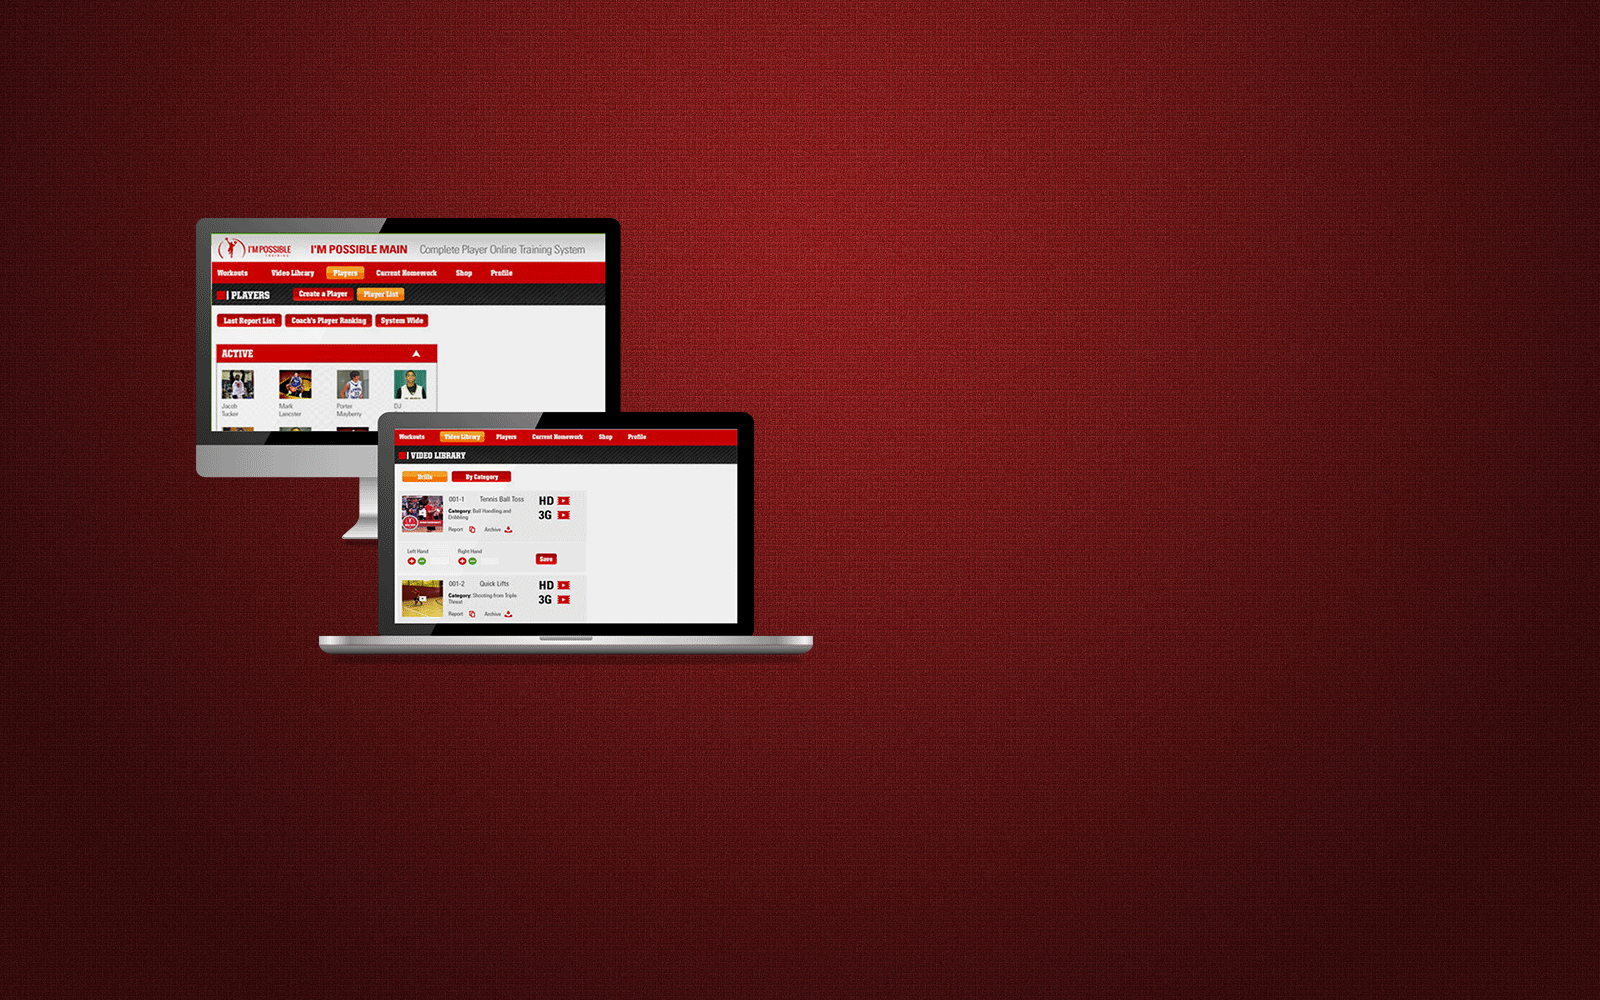 I'M POSSIBLE
TRAINING
I'M POSSIBLE MAIN Complete Player Online Training System
Workouts Video Library Players Current Homework Shop Profile
PLAYERS Create a Player Player List
Last Report List Coach's Player Ranking System Wide
ACTIVE
Jacob Mark Porter DJ
Tucker Lancster Mayberry
Workouts Video Library Players Current Homework Shop Profile
VIDEO LIBRARY
Drills By Category
001-1 Tennis Ball Toss HD
Category: Ball Handling and
Dribbling
3G
Report Archive
Left Hand Right Hand
Save
001-2 Quick Lifts HD
Category: Shooting from Triple
Threat
3G
Report Archive